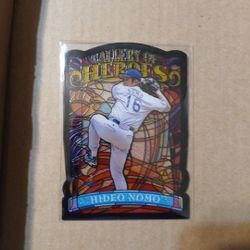 GALLERY OF
HEROES
16
HIDEO NOMO